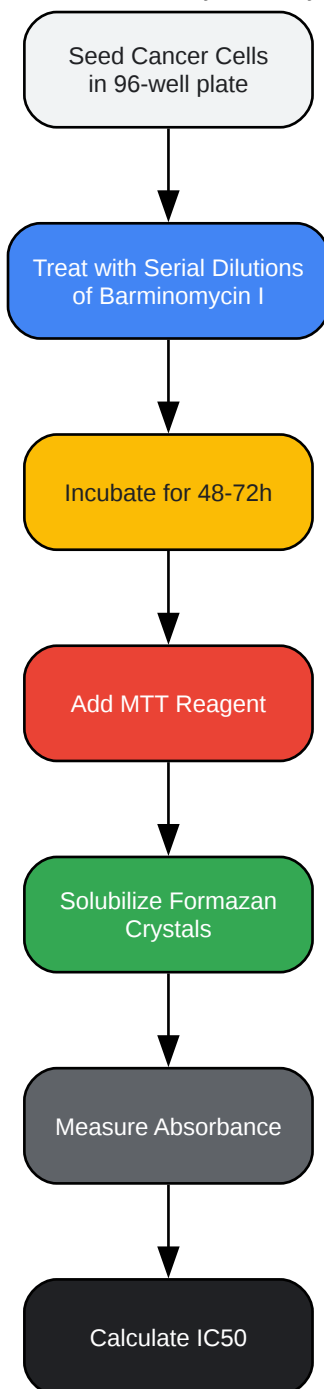 Seed Cancer Cells
in 96-well plate
Treat with Serial Dilutions
of Barminomycin I
Incubate for 48-72h
Add MTT Reagent
Solubilize Formazan
Crystals
Measure Absorbance
Calculate IC50